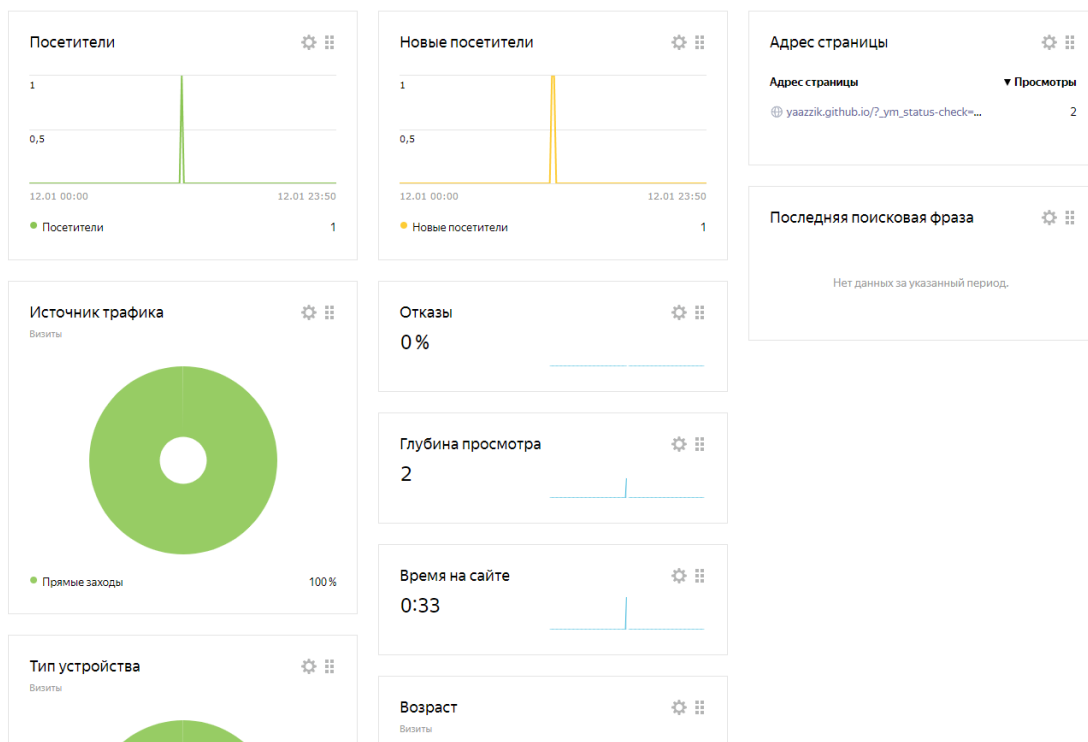 Посетители
1
0,5
12.01 00:00 12.01 23:50
Посетители 1
Источник трафика
Визиты
Прямые заходы 100 %
Тип устройства
Визиты
Новые посетители
1
0,5
12.01 00:00 12.01 23:50
Новые посетители 1
Отказы
0 %
Глубина просмотра
2
Время на сайте
0:33
Возраст
Визиты
Адрес страницы
Адрес страницы ▼ Просмотры
yaazzik.github.io/?_ym_status-check=... 2
Последняя поисковая фраза
Нет данных за указанный период.